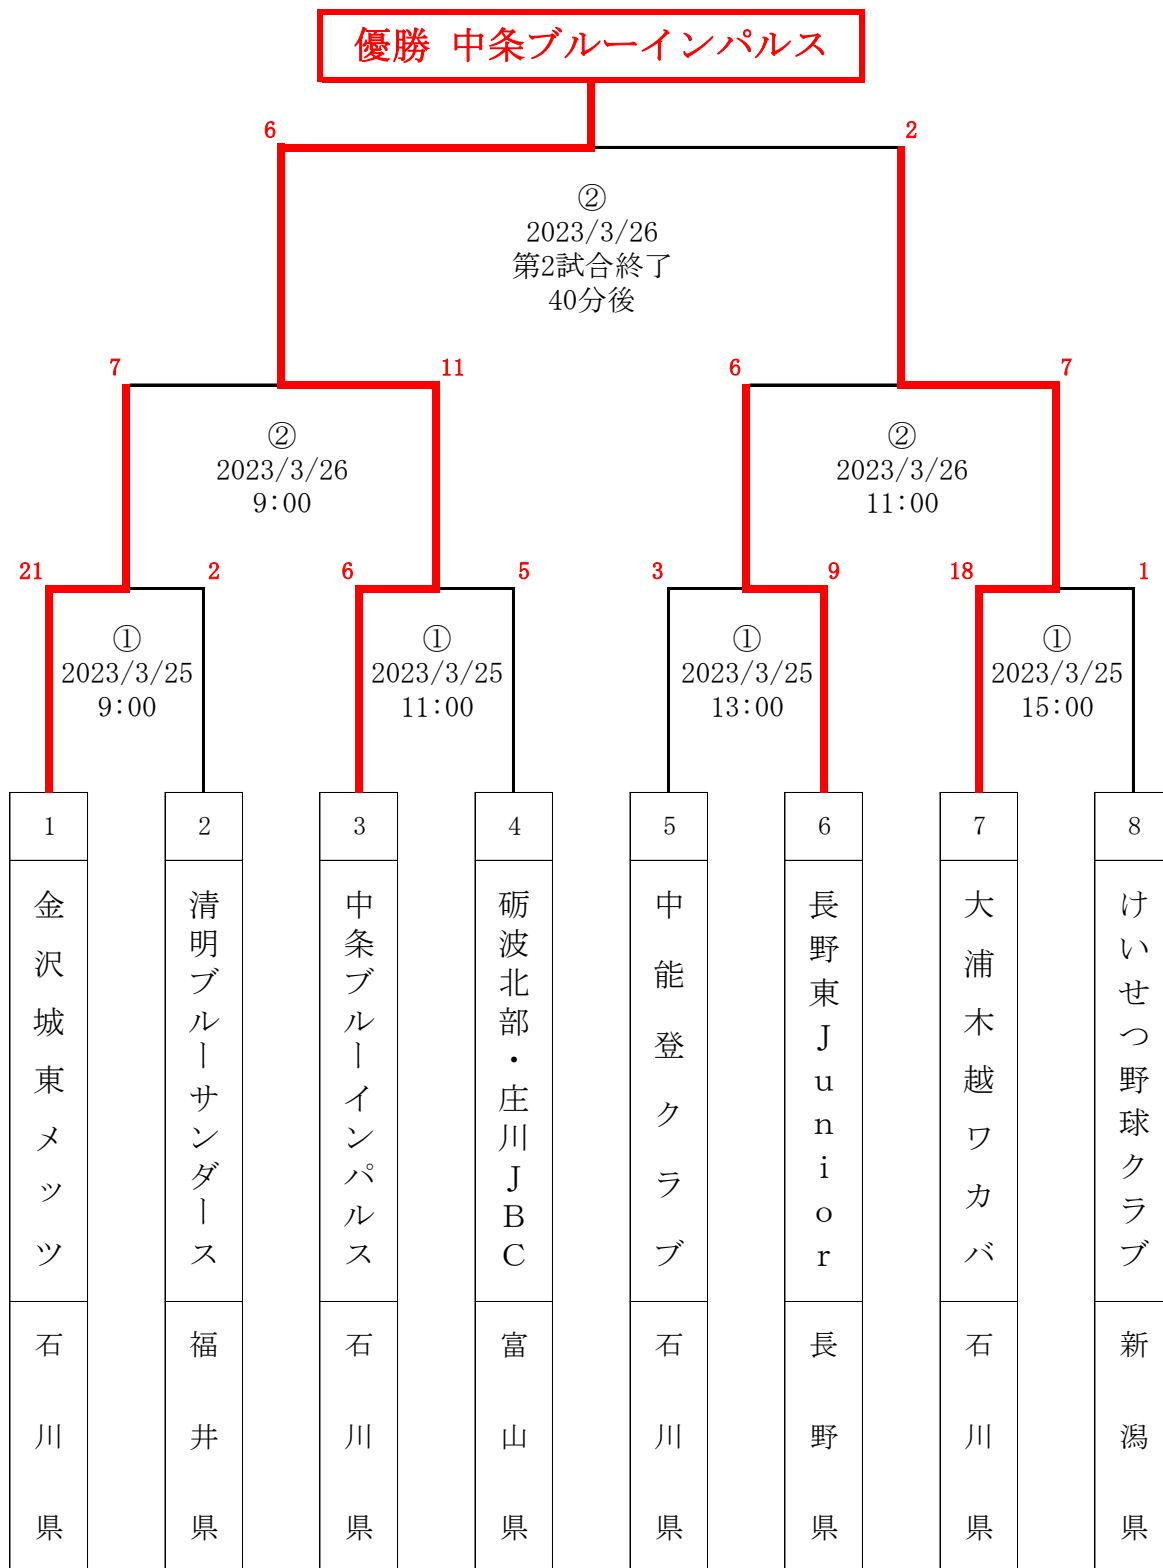 優勝 中条ブルーインパルス
6
2
②
2023/3/26
第2試合終了
40分後
7
11
6
7
②
2023/3/26
9:00
②
2023/3/26
11:00
21
2
6
5
3
9
18
1
①
2023/3/25
9:00
①
2023/3/25
11:00
①
2023/3/25
13:00
①
2023/3/25
15:00
1
金沢城東メッツ
石川県
2
清明ブルーサンダース
福井県
3
中条ブルーインパルス
石川県
4
砺波北部・庄川JBC
富山県
5
中能登クラブ
石川県
6
長野東Junior
長野県
7
大浦木越ワカバ
石川県
8
けいせつ野球クラブ
新潟県